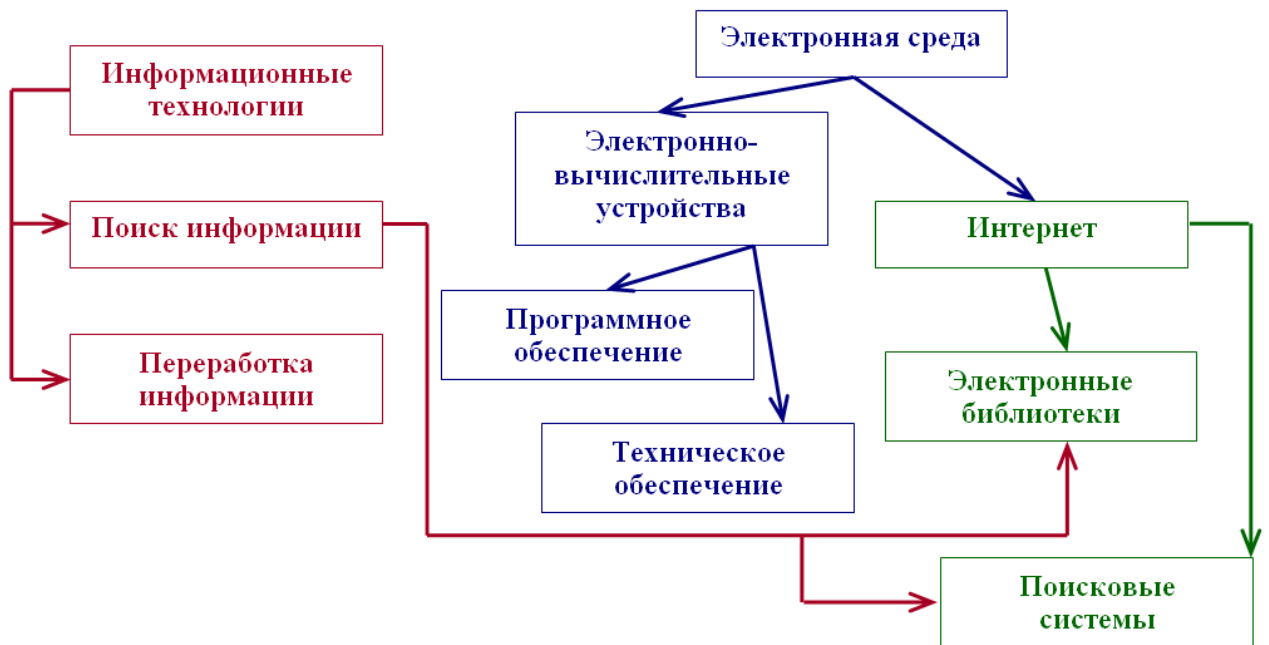 Электронная среда
Информационные
технологии
Электронно-
вычислительные
устройства
Поиск информации
Интернет
Программное
обеспечение
Переработка
информации
Электронные
библиотеки
Техническое
обеспечение
Поисковые
системы